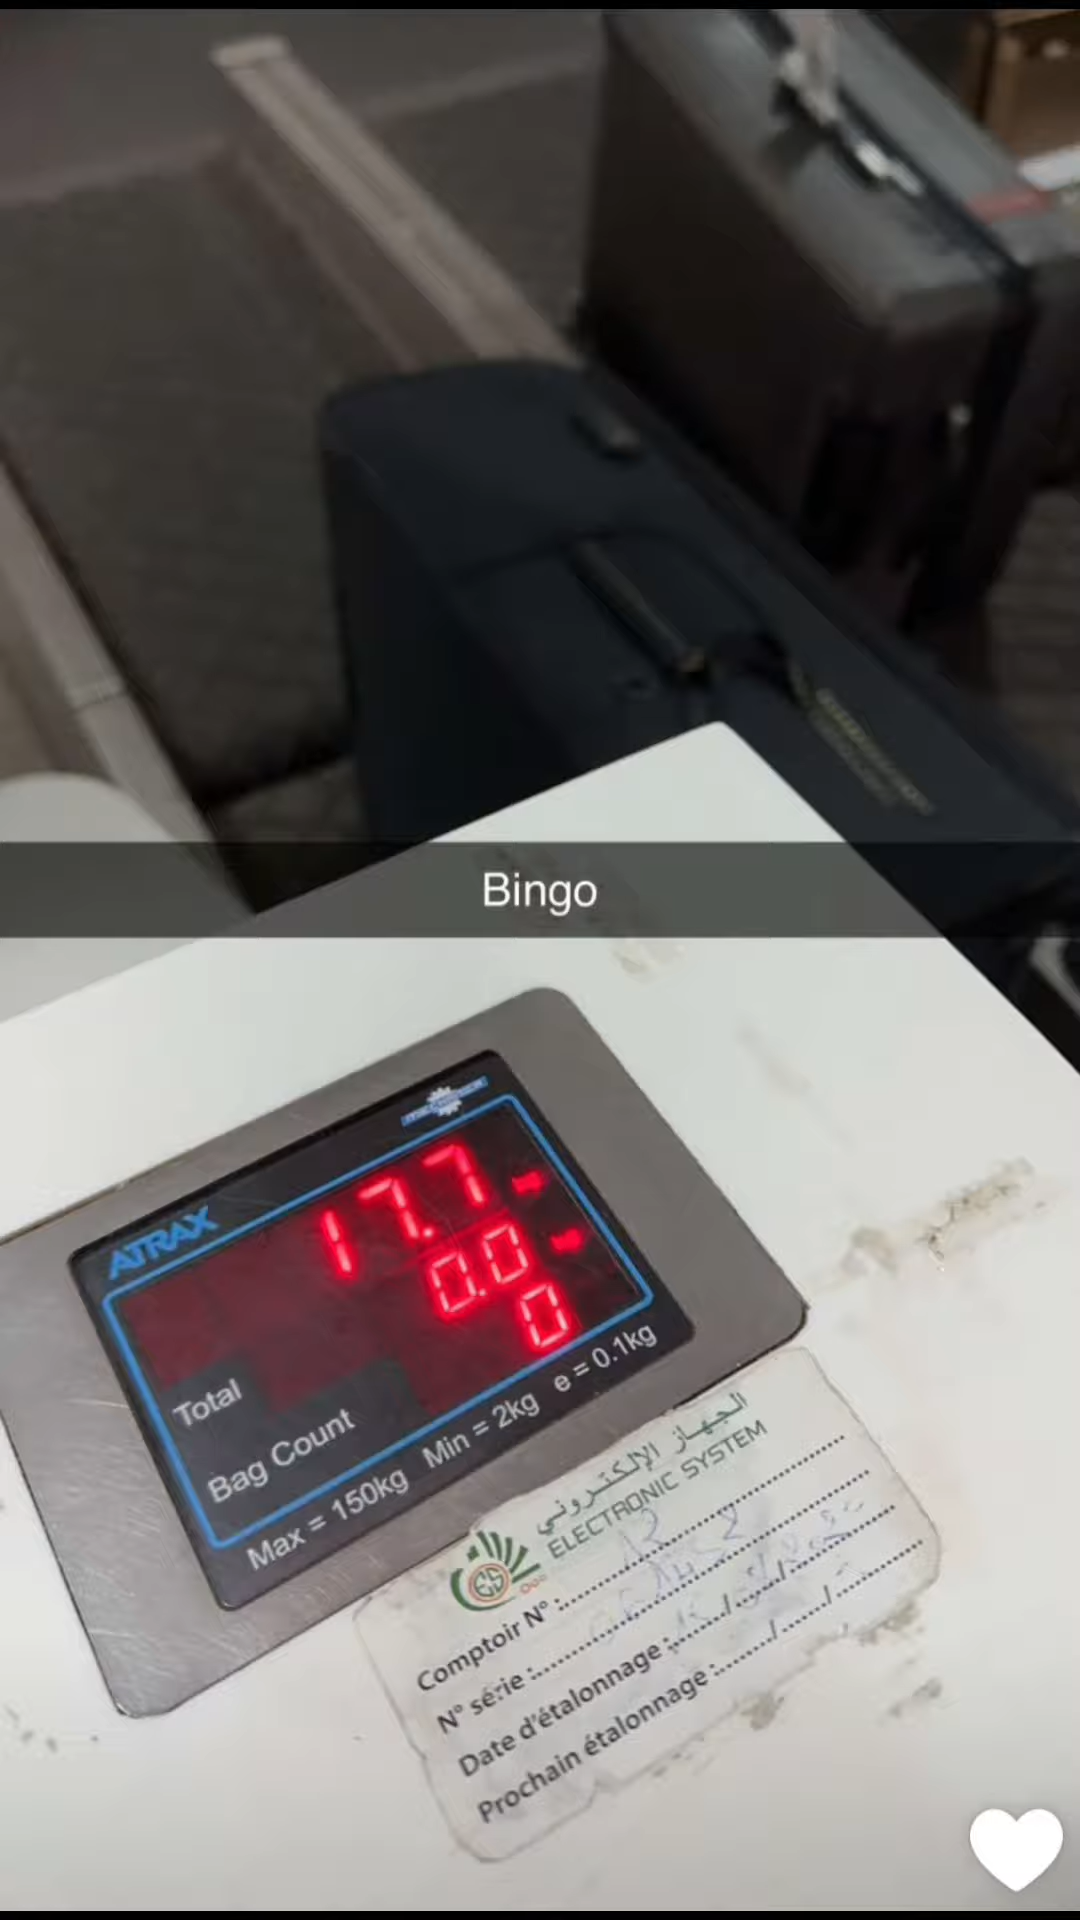 Bingo
ATRAX
17.7
0.0
0
Total
Bag Count
Max = 150kg Min = 2kg e = 0.1kg
الجهاز الإلكتروني
ELECTRONIC SYSTEM
ES
Comptoir N° :
N° série :
Date d'étalonnage :
Prochain étalonnage :